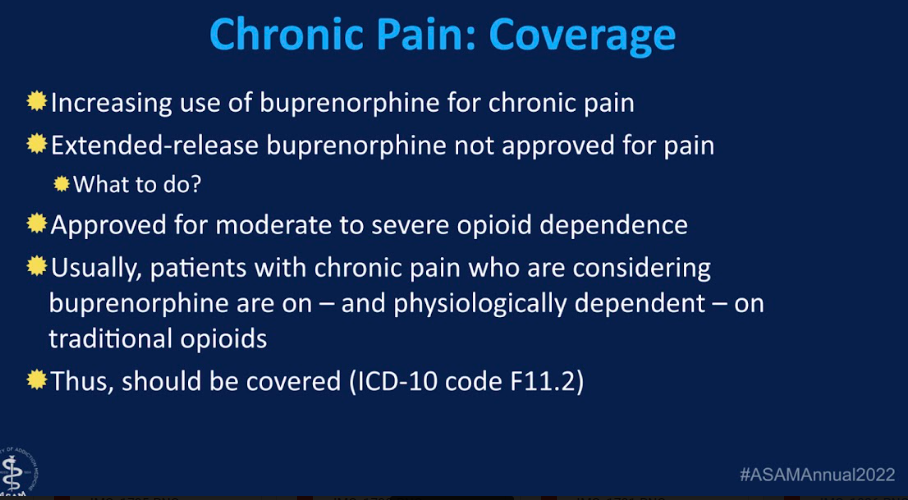 Chronic Pain: Coverage
Increasing use of buprenorphine for chronic pain
Extended-release buprenorphine not approved for pain
What to do?
Approved for moderate to severe opioid dependence
Usually, patients with chronic pain who are considering
buprenorphine are on – and physiologically dependent – on
traditional opioids
Thus, should be covered (ICD-10 code F11.2)
#ASAMAnnual2022